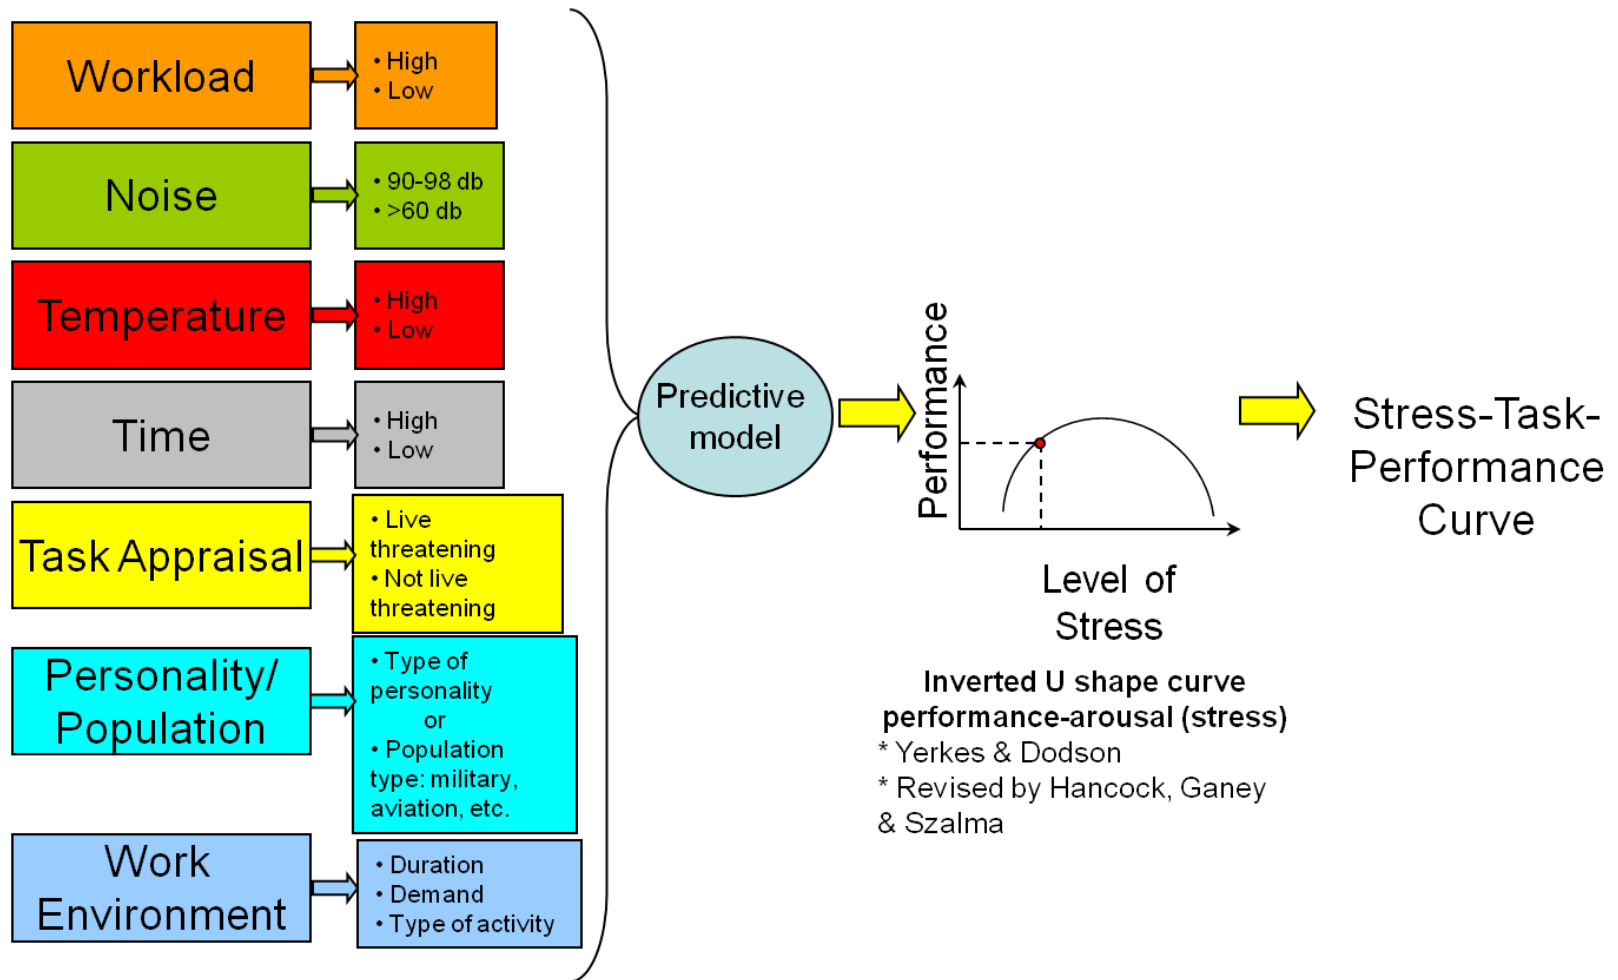 Workload
• High
• Low
Noise
• 90-98 db
• >60 db
Temperature
• High
• Low
Time
• High
• Low
Task Appraisal
• Live
threatening
• Not live
threatening
Personality/
Population
• Type of
personality
or
• Population
type: military,
aviation, etc.
Work
Environment
• Duration
• Demand
• Type of activity
Predictive
model
Performance
Level of
Stress
Inverted U shape curve
performance-arousal (stress)
* Yerkes & Dodson
* Revised by Hancock, Ganey
& Szalma
Stress-Task-
Performance
Curve